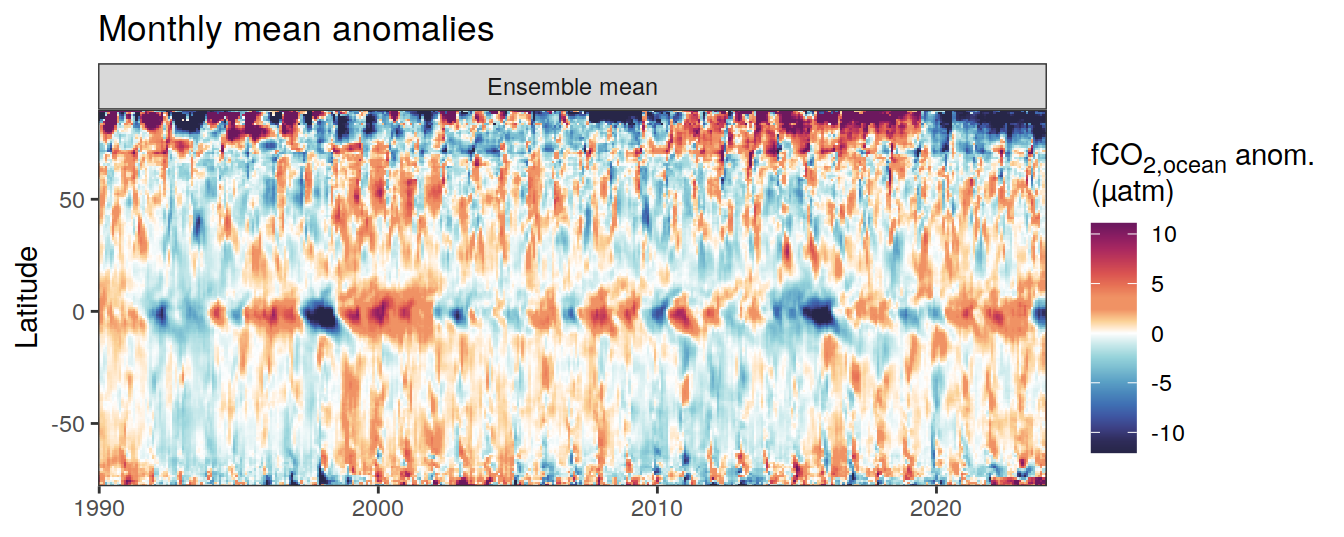 Monthly mean anomalies
Ensemble mean
fCO2,ocean anom.
(µatm)
10
5
0
-5
-10
Latitude
50
0
-50
1990
2000
2010
2020